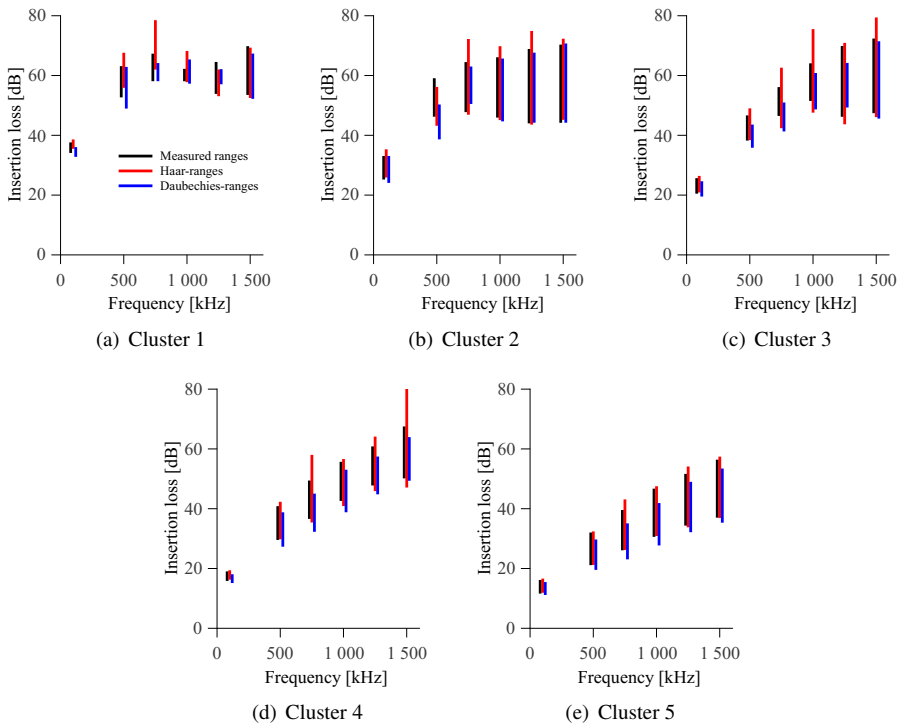 80
60
40
20
0
Insertion loss [dB]
Measured ranges
Haar-ranges
Daubechies-ranges
0 500 1 000 1 500
Frequency [kHz]
(a) Cluster 1
80
60
40
20
0
Insertion loss [dB]
0 500 1 000 1 500
Frequency [kHz]
(b) Cluster 2
80
60
40
20
0
Insertion loss [dB]
0 500 1 000 1 500
Frequency [kHz]
(c) Cluster 3
80
60
40
20
0
Insertion loss [dB]
0 500 1 000 1 500
Frequency [kHz]
(d) Cluster 4
80
60
40
20
0
Insertion loss [dB]
0 500 1 000 1 500
Frequency [kHz]
(e) Cluster 5